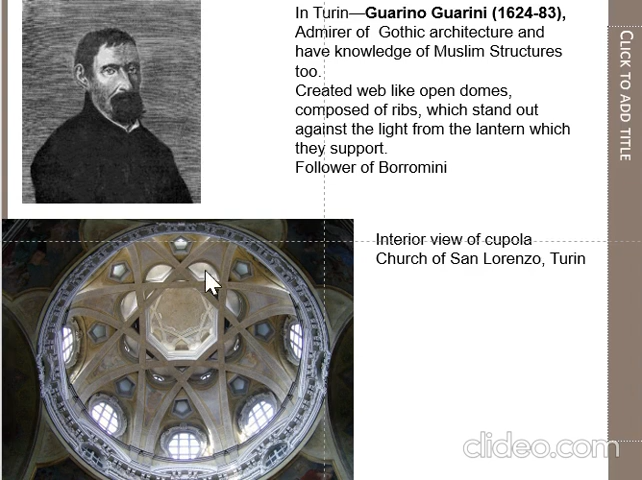 In Turin—Guarino Guarini (1624-83),
Admirer of  Gothic architecture and
have knowledge of Muslim Structures
too.
Created web like open domes,
composed of ribs, which stand out
against the light from the lantern which
they support.
Follower of Borromini
Interior view of cupola
Church of San Lorenzo, Turin
Click to add title
clideo.com